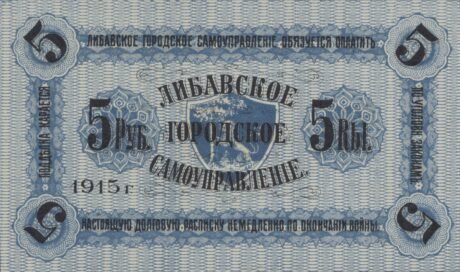 5 5
ЛИБАВСКОЕ ГОРОДСКОЕ САМОУПРАВЛЕНІЕ ОБЯЗУЕТСЯ ОПЛАТИТЬ
ЛИБАВСКОЕ
5 РУБ. ГОРОДСКОЕ 5 Rbl.
САМОУПРАВЛЕНІЕ.
1915 г
НАСТОЯЩУЮ ДОЛГОВУЮ РАСПИСКУ НЕМЕДЛЕННО ПО ОКОНЧАНІИ ВОЙНЫ.
5 5